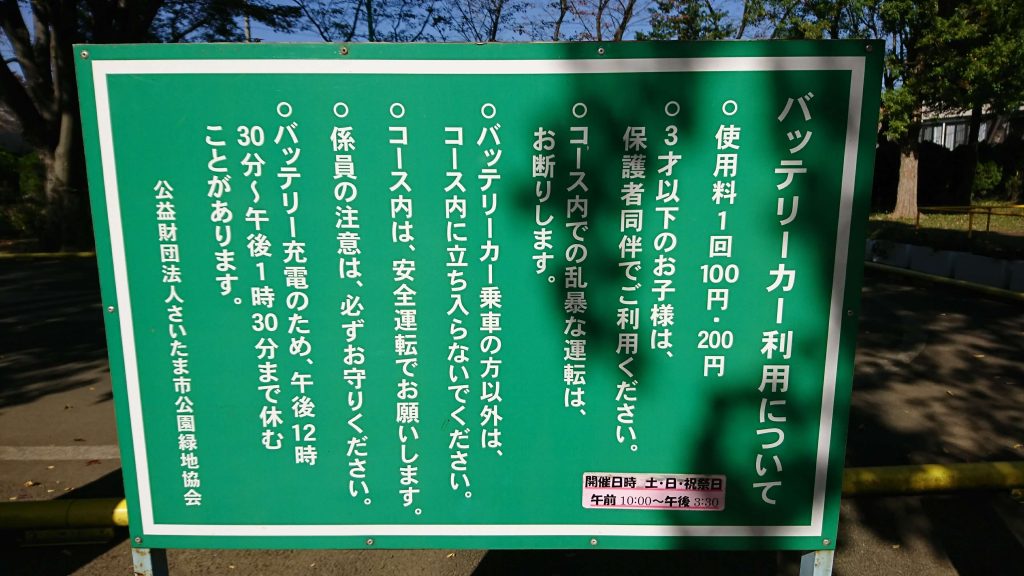 バッテリーカー利用について
○使用料1回100円・200円
○3才以下のお子様は、
保護者同伴でご利用ください。
○コース内での乱暴な運転は、
お断りします。
○バッテリーカー乗車の方以外は、
コース内に立ち入らないでください。
○コース内は、安全運転でお願いします。
○係員の注意は、必ずお守りください。
○バッテリー充電のため、午後12時
30分～午後1時30分まで休む
ことがあります。
公益財団法人さいたま市公園緑地協会
開催日時 土・日・祝祭日
午前 10:00～午後 3:30